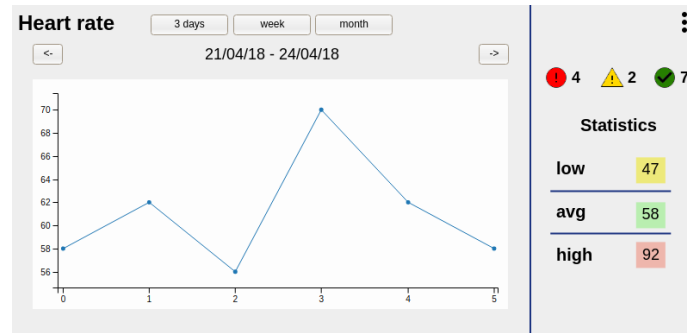 Heart rate 3 days week month
<- 21/04/18 - 24/04/18 ->
4 2 7
Statistics
low 47
avg 58
high 92
70
68
66
64
62
60
58
56
0 1 2 3 4 5